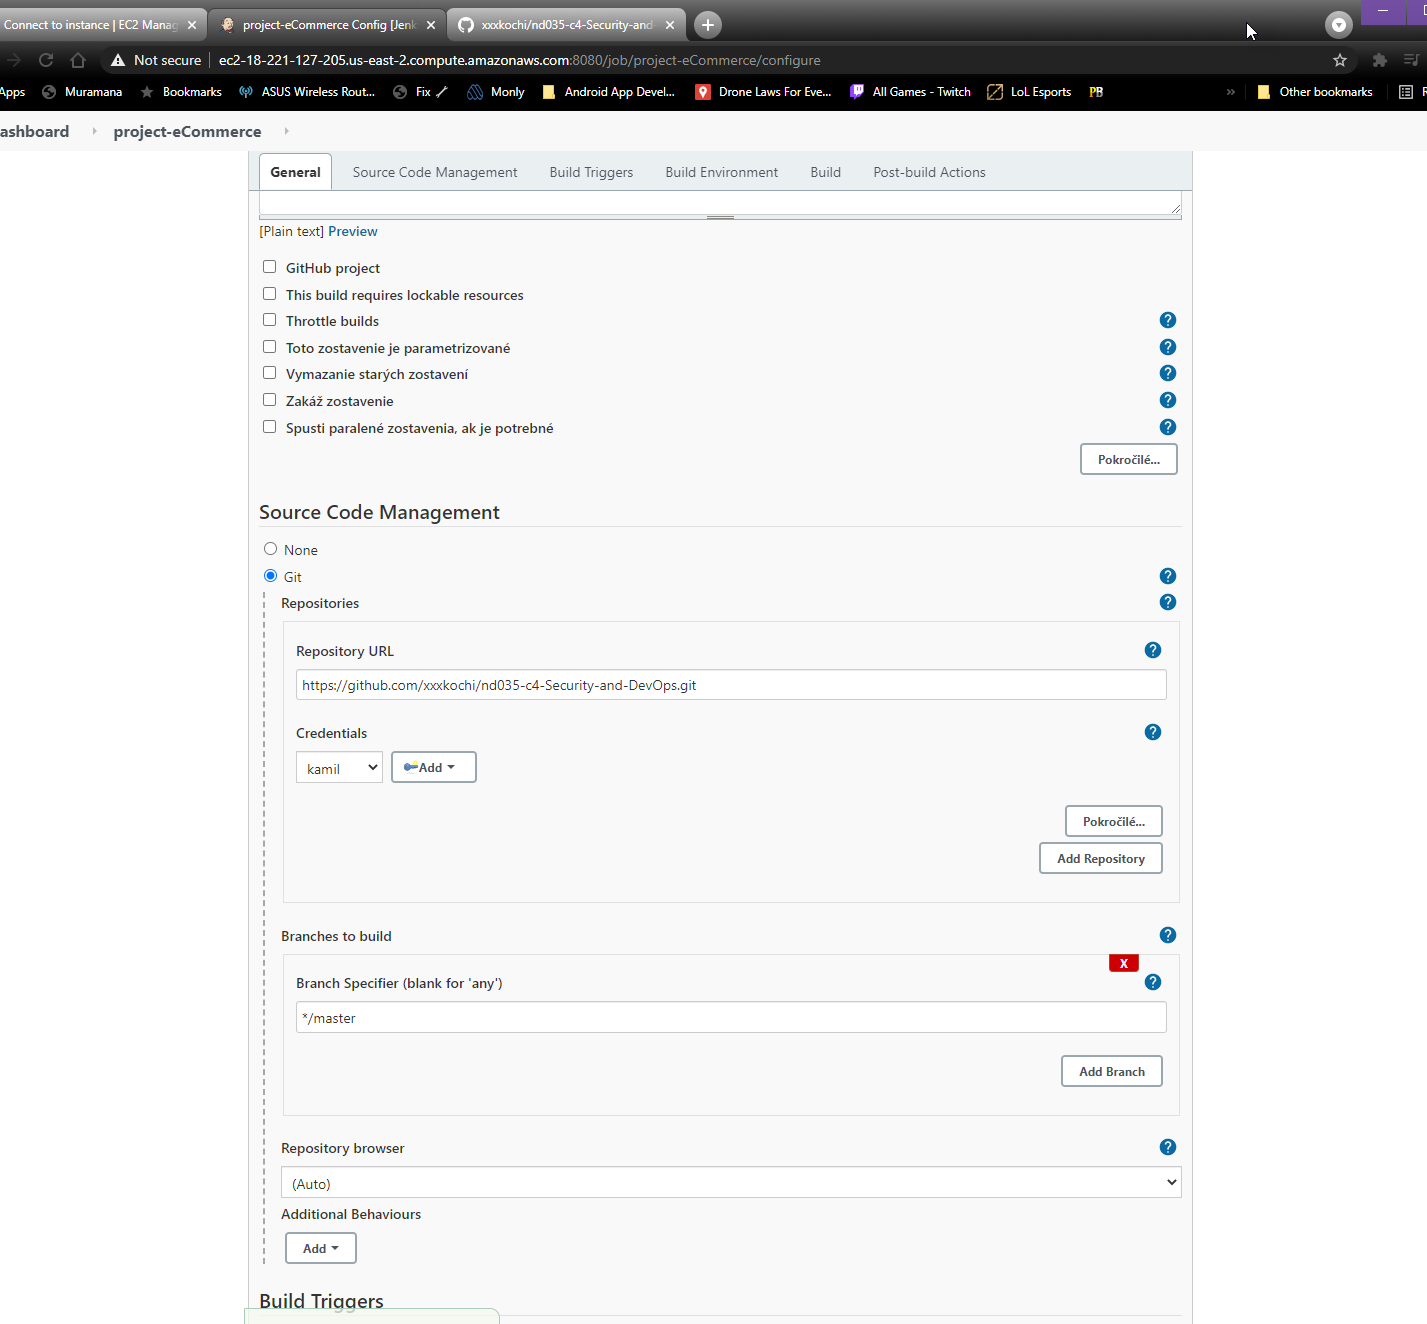 Connect to instance | EC2 Manag
project-eCommerce Config [Jenk
xxxkochi/nd035-c4-Security-and-
Not secure
ec2-18-221-127-205.us-east-2.compute.amazonaws.com:8080/job/project-eCommerce/configure
Apps Muramana Bookmarks ASUS Wireless Rout... Fix Monly Android App Devel... Drone Laws For Eve... All Games - Twitch LoL Esports PB » Other bookmarks R
ashboard project-eCommerce
General Source Code Management Build Triggers Build Environment Build Post-build Actions
[Plain text] Preview
GitHub project
This build requires lockable resources
Throttle builds
Toto zostavenie je parametrizované
Vymazanie starých zostavení
Zakáž zostavenie
Spusti paralené zostavenia, ak je potrebné
Pokročilé...
Source Code Management
None
Git
Repositories
Repository URL
https://github.com/xxxkochi/nd035-c4-Security-and-DevOps.git
Credentials
kamil Add
Pokročilé...
Add Repository
Branches to build
X
Branch Specifier (blank for 'any')
*/master
Add Branch
Repository browser
(Auto)
Additional Behaviours
Add
Build Triggers